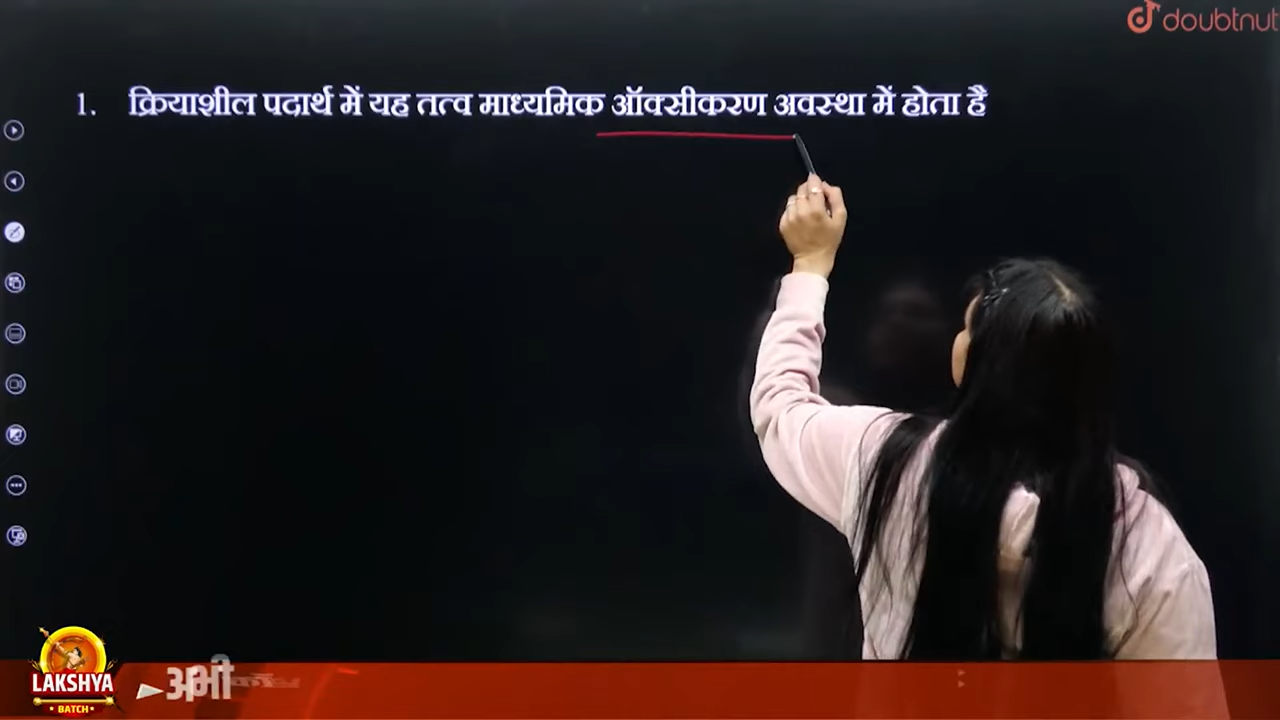 doubtnut
1. क्रियाशील पदार्थ में यह तत्व माध्यमिक ऑक्सीकरण अवस्था में होता है
LAKSHYA
BATCH
अभी